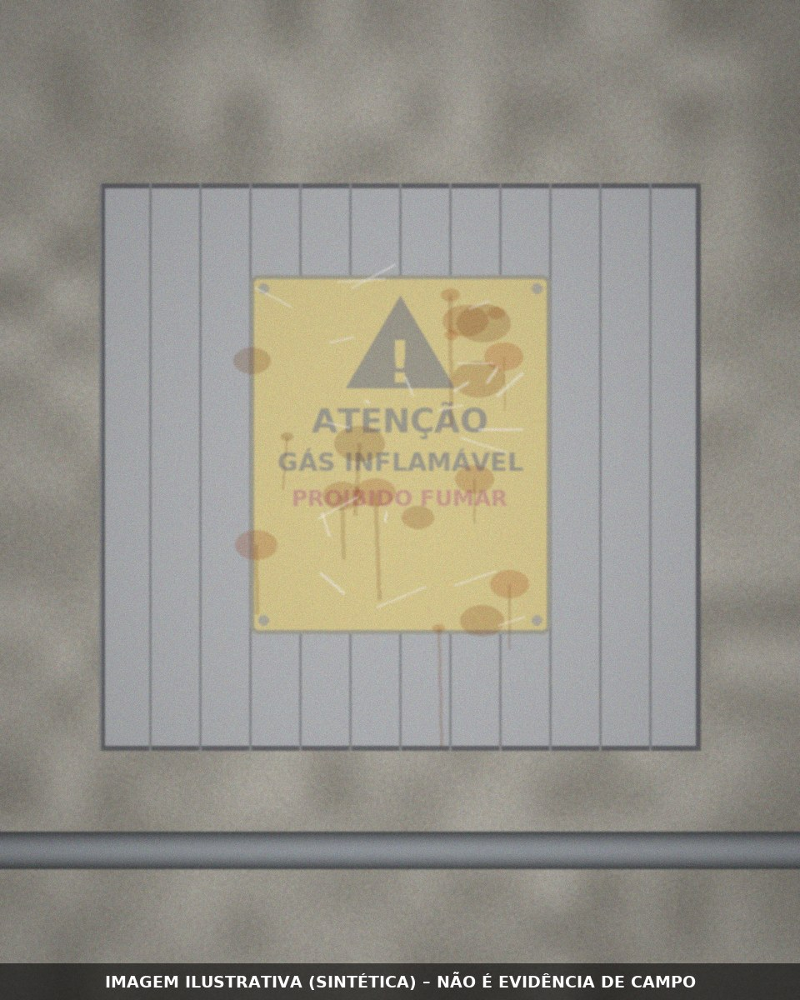 !
ATENÇÃO
GÁS INFLAMÁVEL
PROIBIDO FUMAR
IMAGEM ILUSTRATIVA (SINTÉTICA) – NÃO É EVIDÊNCIA DE CAMPO